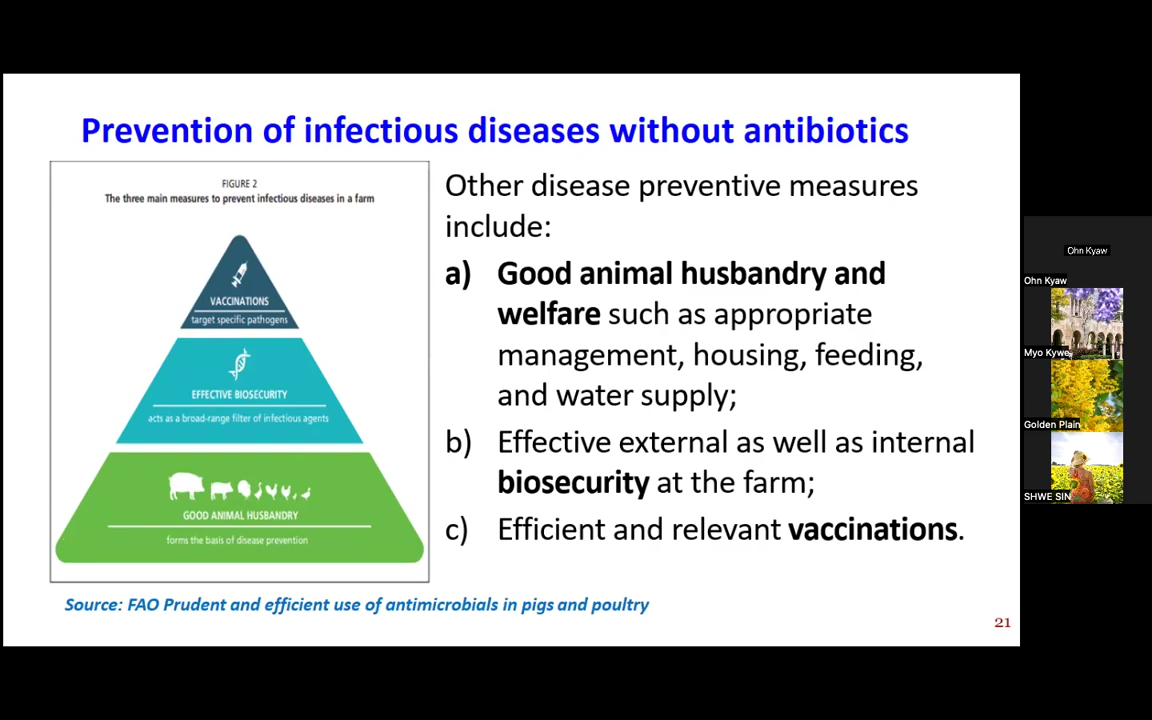 Prevention of infectious diseases without antibiotics
FIGURE 2
The three main measures to prevent infectious diseases in a farm
VACCINATIONS
target specific pathogens
EFFECTIVE BIOSECURITY
acts as a broad-range filter of infectious agents
GOOD ANIMAL HUSBANDRY
forms the basis of disease prevention
Other disease preventive measures
include:
a) Good animal husbandry and
welfare such as appropriate
management, housing, feeding,
and water supply;
b) Effective external as well as internal
biosecurity at the farm;
c) Efficient and relevant vaccinations.
Source: FAO Prudent and efficient use of antimicrobials in pigs and poultry
21
Ohn Kyaw
Ohn Kyaw
Myo Kywe
Golden Plain
SHWE SIN